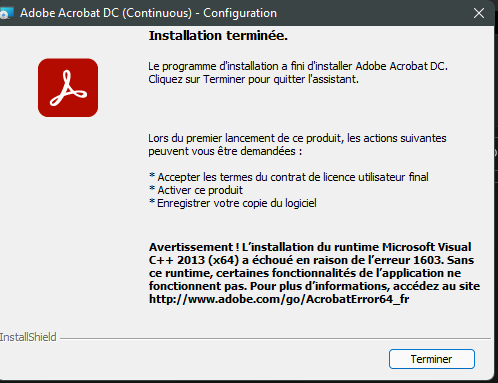 Adobe Acrobat DC (Continuous) - Configuration
Installation terminée.
Le programme d'installation a fini d'installer Adobe Acrobat DC.
Cliquez sur Terminer pour quitter l'assistant.
Lors du premier lancement de ce produit, les actions suivantes
peuvent vous être demandées :
* Accepter les termes du contrat de licence utilisateur final
* Activer ce produit
* Enregistrer votre copie du logiciel
Avertissement ! L’installation du runtime Microsoft Visual
C++ 2013 (x64) a échoué en raison de l’erreur 1603. Sans
ce runtime, certaines fonctionnalités de l’application ne
fonctionnent pas. Pour plus d’informations, accédez au site
http://www.adobe.com/go/AcrobatError64_fr
InstallShield
Terminer